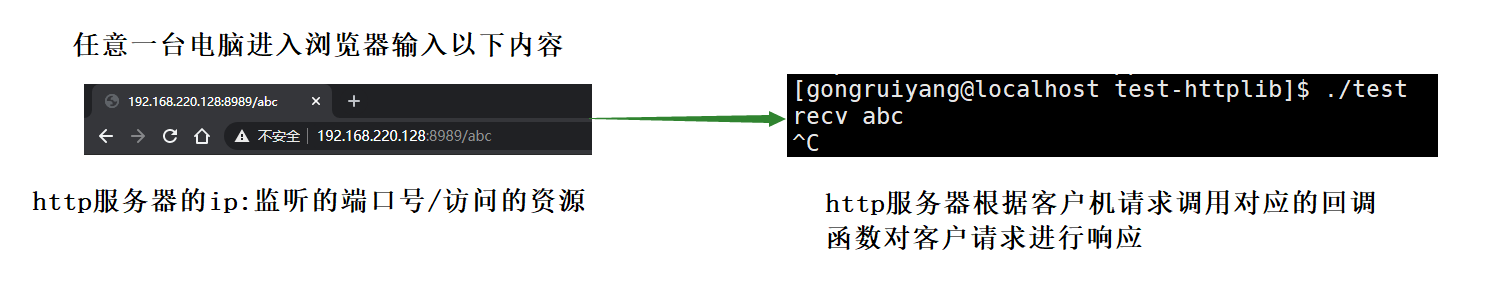 任意一台电脑进入浏览器输入以下内容
192.168.220.128:8989/abc
不安全 192.168.220.128:8989/abc
http服务器的ip:监听的端口号/访问的资源
[gongruiyang@localhost test-httplib]$ ./test
recv abc
^C
http服务器根据客户机请求调用对应的回调
函数对客户请求进行响应